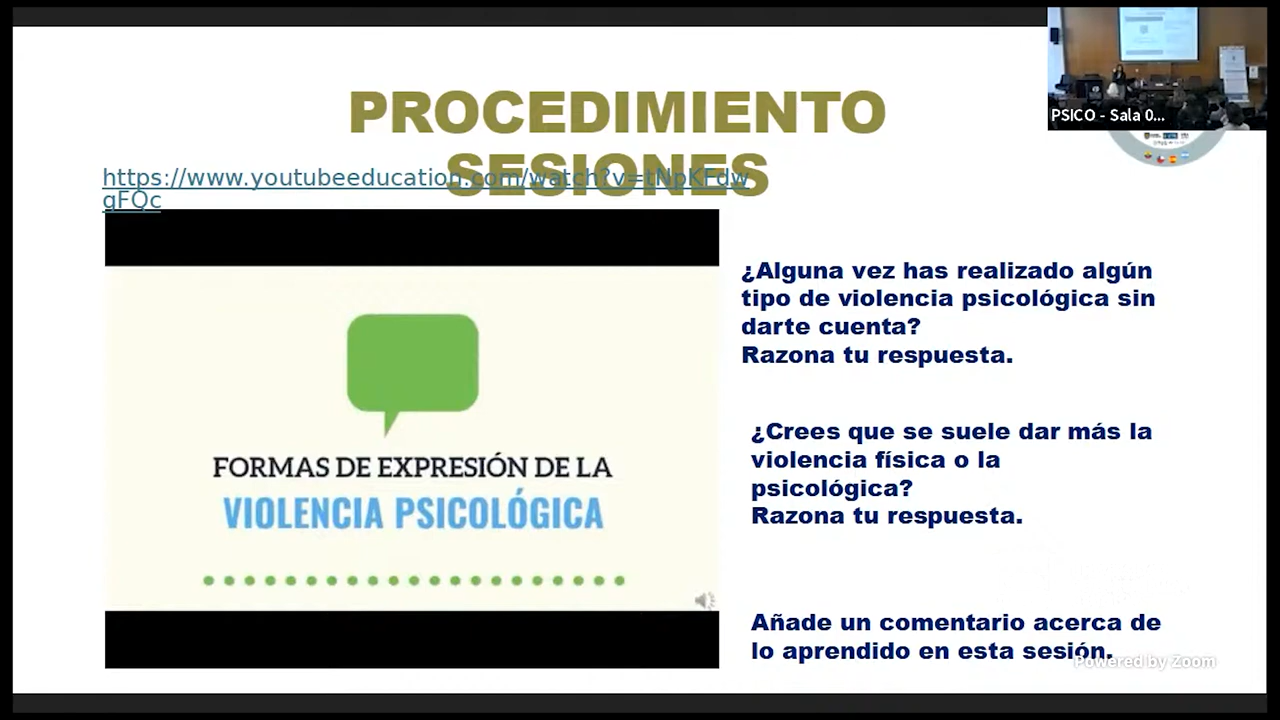 PROCEDIMIENTO
SESIONES
https://www.youtubeeducation.com/watch?v=tNpKFdw
gFQc
FORMAS DE EXPRESIÓN DE LA
VIOLENCIA PSICOLÓGICA
¿Alguna vez has realizado algún
tipo de violencia psicológica sin
darte cuenta?
Razona tu respuesta.
¿Crees que se suele dar más la
violencia física o la
psicológica?
Razona tu respuesta.
Añade un comentario acerca de
lo aprendido en esta sesión.
PSICO - Sala 0...
Powered by Zoom